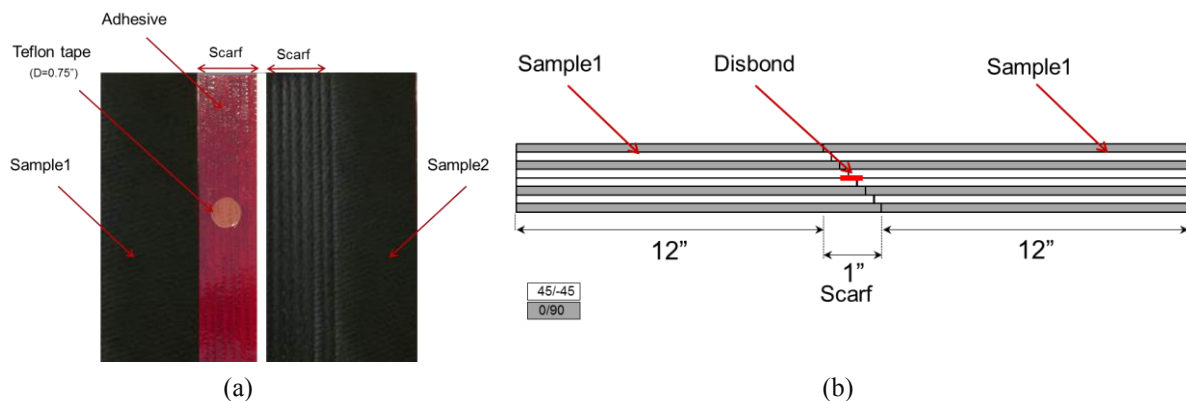 Adhesive
Teflon tape
(D=0.75”)
Scarf
Scarf
Sample1
Sample2
(a)
Sample1
Disbond
Sample1
12”
1”
12”
Scarf
45/-45
0/90
(b)